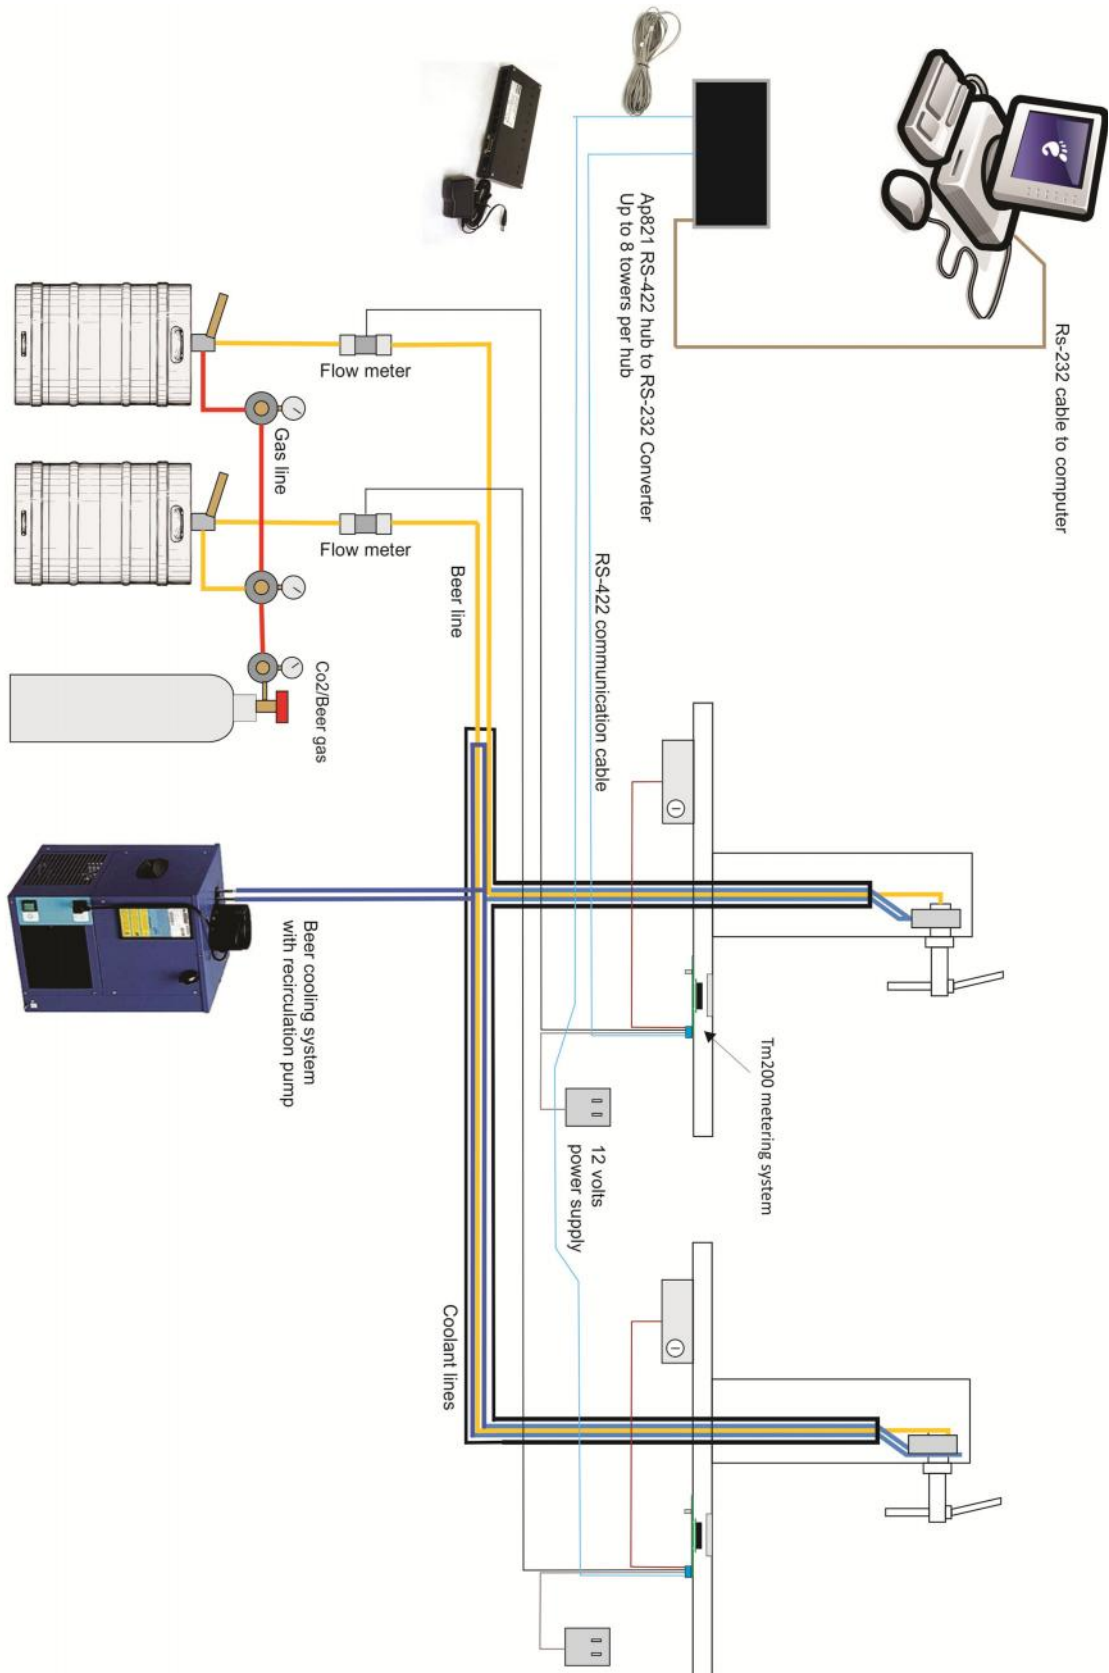 Rs-232 cable to computer
Ap821 RS-422 hub to RS-232 Converter
Up to 8 towers per hub
Flow meter
Gas line
Flow meter
Beer line
RS-422 communication cable
Co2/Beer gas
Beer cooling system
with recirculation pump
Tm200 metering system
12 volts
power supply
Coolant lines